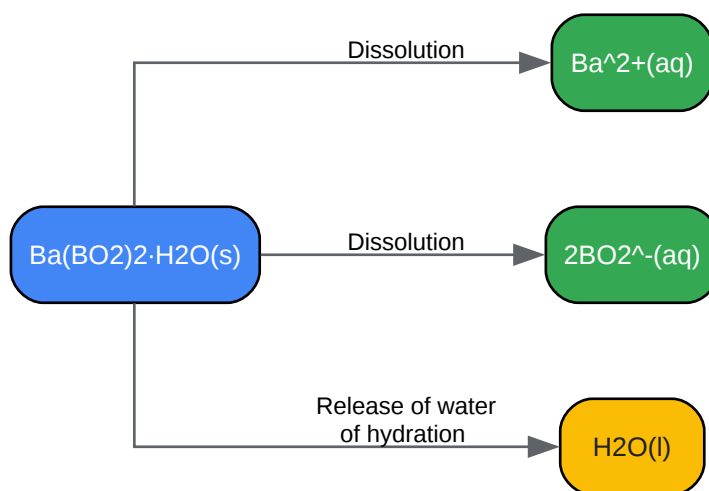 Dissolution
Ba^2+(aq)
Ba(BO2)2·H2O(s)
Dissolution
2BO2^-(aq)
Release of water
of hydration
H2O(l)